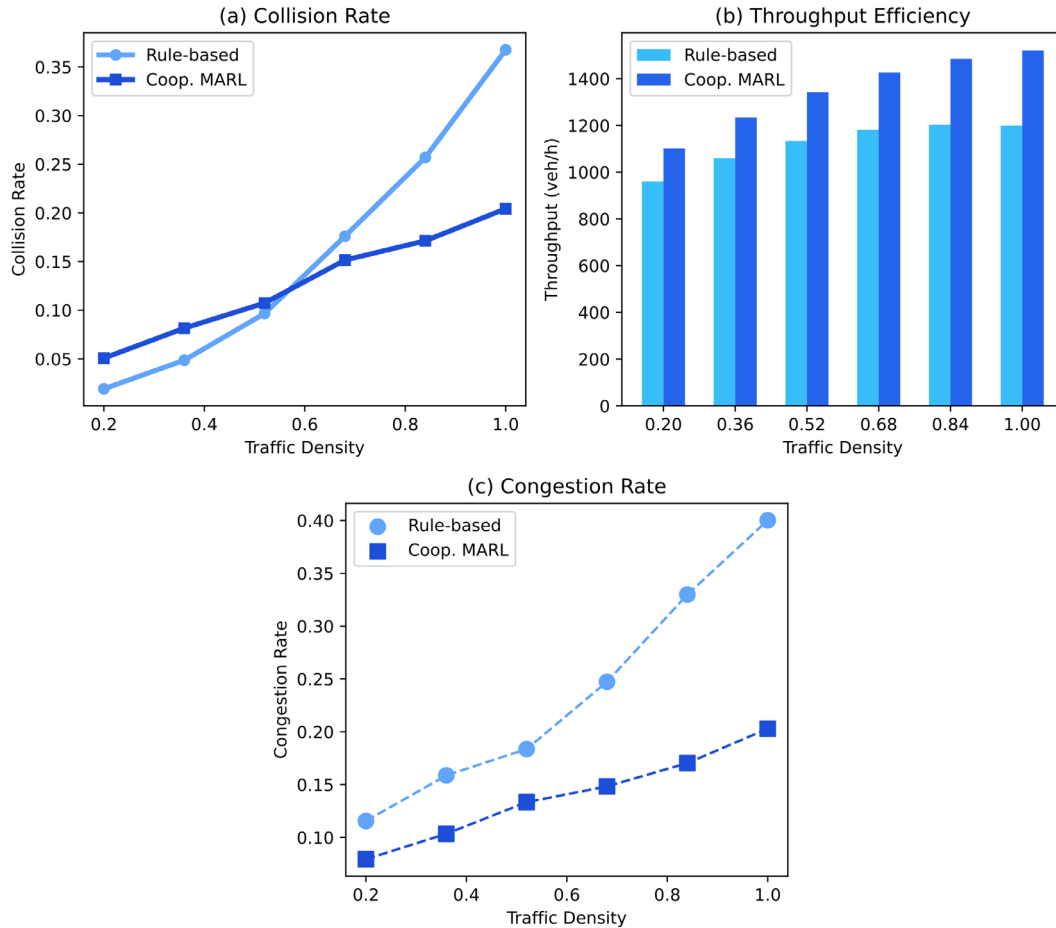 (a) Collision Rate
Rule-based
Coop. MARL
Collision Rate
0.35
0.30
0.25
0.20
0.15
0.10
0.05
0.2 0.4 0.6 0.8 1.0
Traffic Density
(b) Throughput Efficiency
Rule-based
Coop. MARL
Throughput (veh/h)
1400
1200
1000
800
600
400
200
0
0.20 0.36 0.52 0.68 0.84 1.00
Traffic Density
(c) Congestion Rate
Rule-based
Coop. MARL
Congestion Rate
0.40
0.35
0.30
0.25
0.20
0.15
0.10
0.2 0.4 0.6 0.8 1.0
Traffic Density